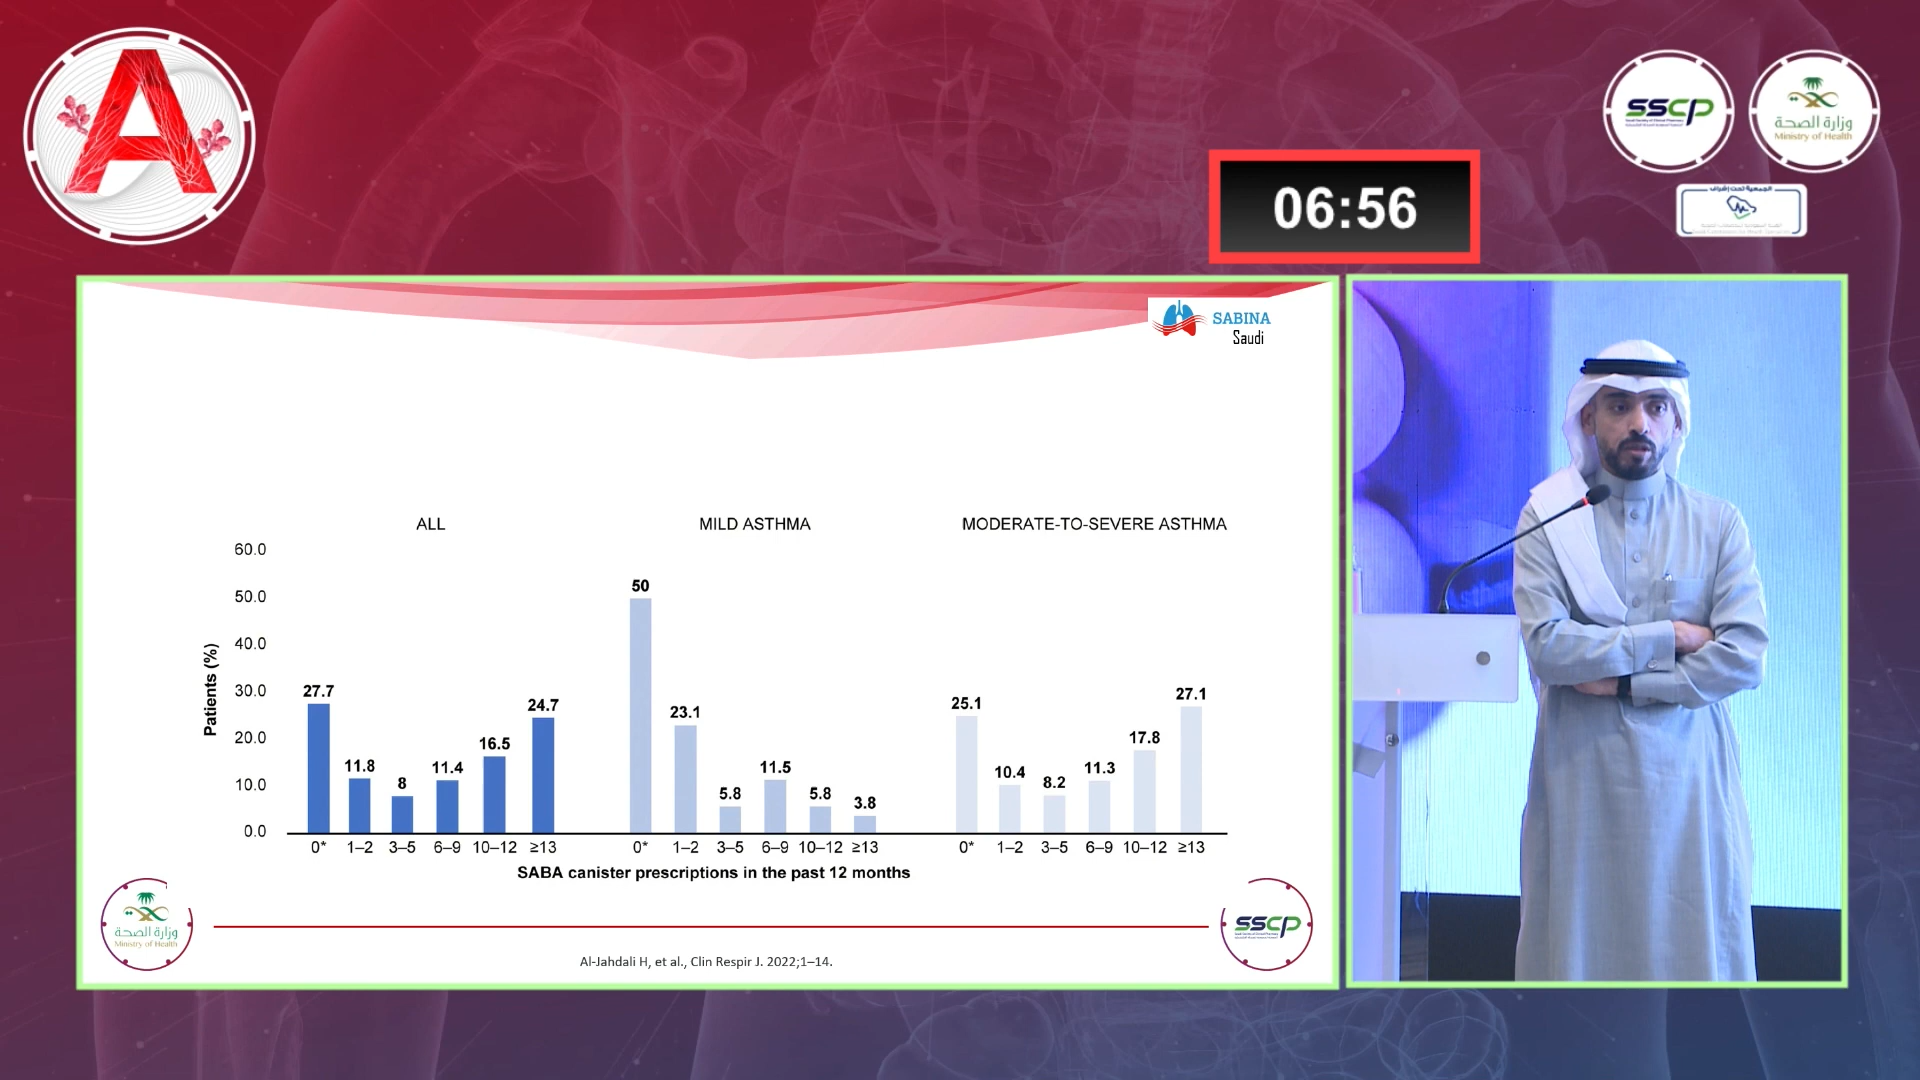 A
sscp
وزارة الصحة
Ministry of Health
الجمعية تحت إشراف
06:56
SABINA
Saudi
ALL
MILD ASTHMA
MODERATE-TO-SEVERE ASTHMA
60.0
50.0
40.0
30.0
20.0
10.0
0.0
Patients (%)
27.7
11.8
8
11.4
16.5
24.7
50
23.1
5.8
11.5
5.8
3.8
25.1
10.4
8.2
11.3
17.8
27.1
0* 1–2 3–5 6–9 10–12 ≥13
0* 1–2 3–5 6–9 10–12 ≥13
0* 1–2 3–5 6–9 10–12 ≥13
SABA canister prescriptions in the past 12 months
وزارة الصحة
Ministry of Health
sscp
Al-Jahdali H, et al., Clin Respir J. 2022;1–14.